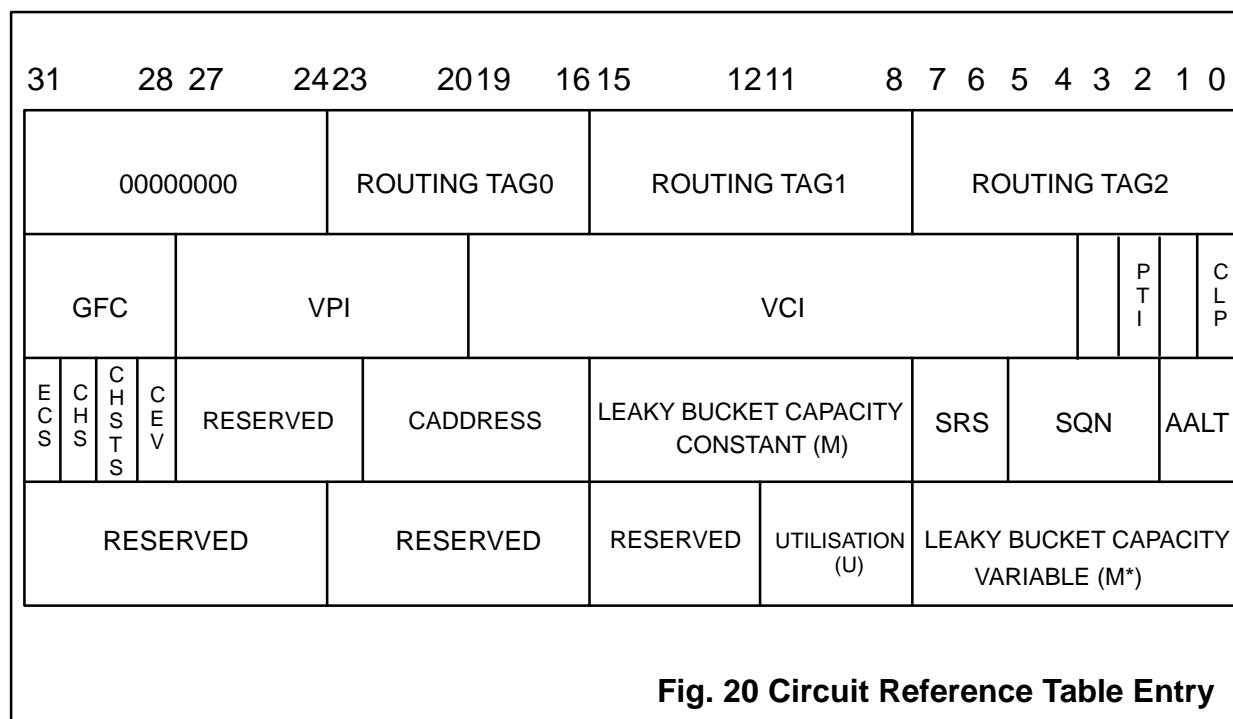 31 28 27 24 23 20 19 16 15 12 11 8 7 6 5 4 3 2 1 0
00000000 ROUTING TAG0 ROUTING TAG1 ROUTING TAG2
GFC VPI VCI PTI CLP
ECS CHS CHSTS CEV RESERVED CADDRESS LEAKY BUCKET CAPACITY CONSTANT (M) SRS SQN AALT
RESERVED RESERVED RESERVED UTILISATION (U) LEAKY BUCKET CAPACITY VARIABLE (M*)
Fig. 20 Circuit Reference Table Entry